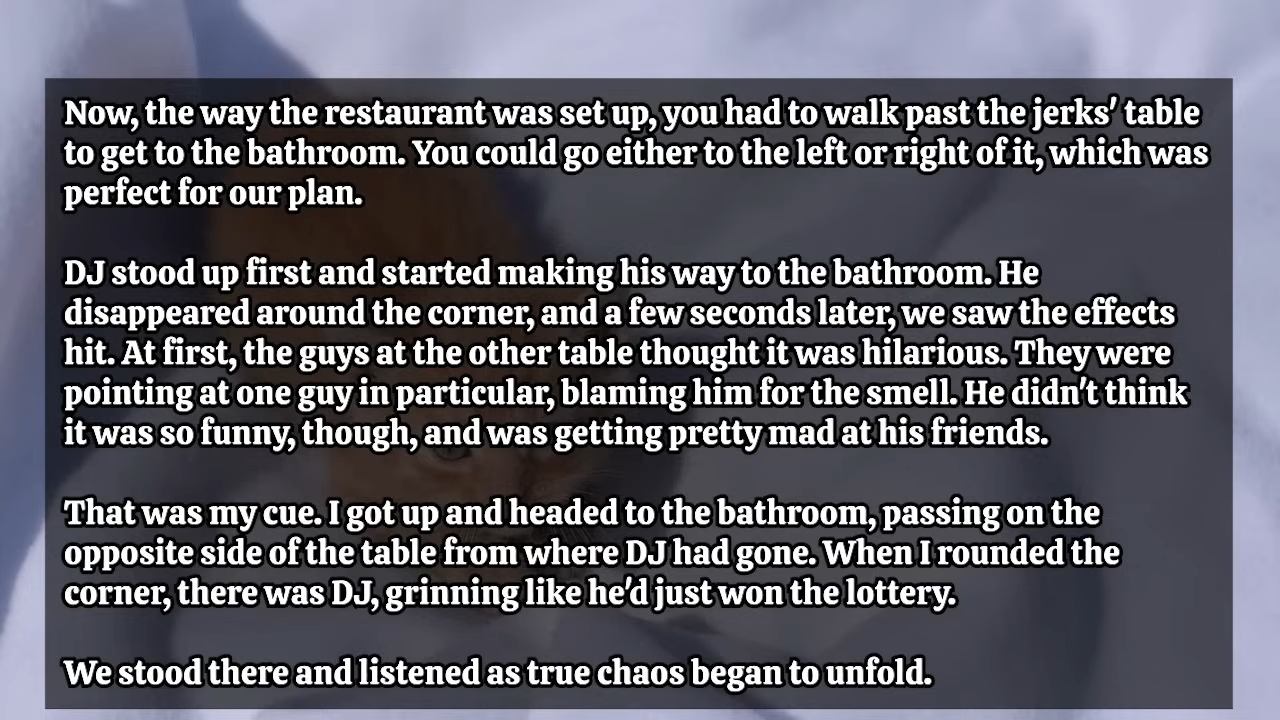 Now, the way the restaurant was set up, you had to walk past the jerks' table
to get to the bathroom. You could go either to the left or right of it, which was
perfect for our plan.
DJ stood up first and started making his way to the bathroom. He
disappeared around the corner, and a few seconds later, we saw the effects
hit. At first, the guys at the other table thought it was hilarious. They were
pointing at one guy in particular, blaming him for the smell. He didn't think
it was so funny, though, and was getting pretty mad at his friends.
That was my cue. I got up and headed to the bathroom, passing on the
opposite side of the table from where DJ had gone. When I rounded the
corner, there was DJ, grinning like he'd just won the lottery.
We stood there and listened as true chaos began to unfold.